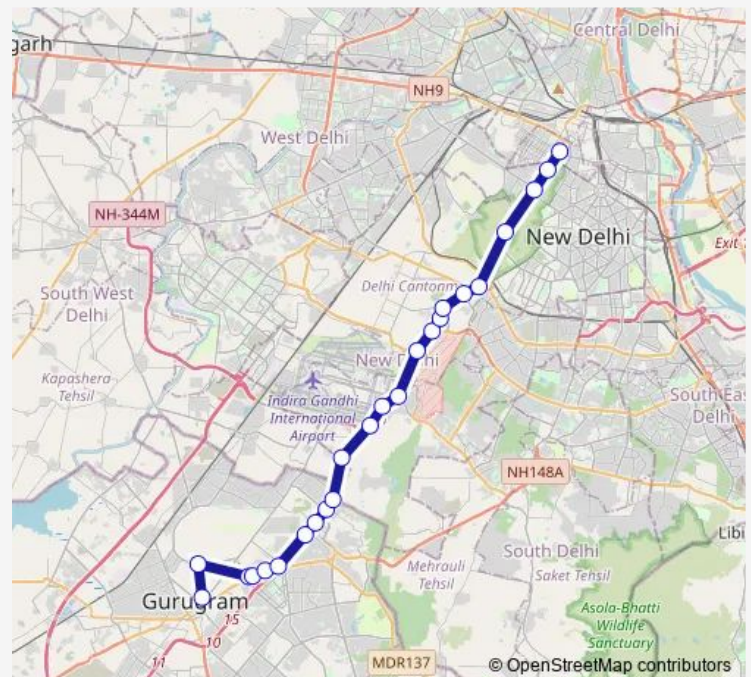 garh
Central Delhi
NH9
West Delhi
NH-344M
New Delhi
Exit
South West
Delhi
Delhi Cantonm
New Delhi
Kapashera
Tehsil
Indira Gandhi
International
Airport
South Eas
Delhi
NH148A
Libi
South Delhi
Mehrauli
Tehsil
Saket Tehsil
Gurugram
15
10
11
Asola-Bhatti
Wildlife
Sanctuary
MDR137
© OpenStreetMap contributors